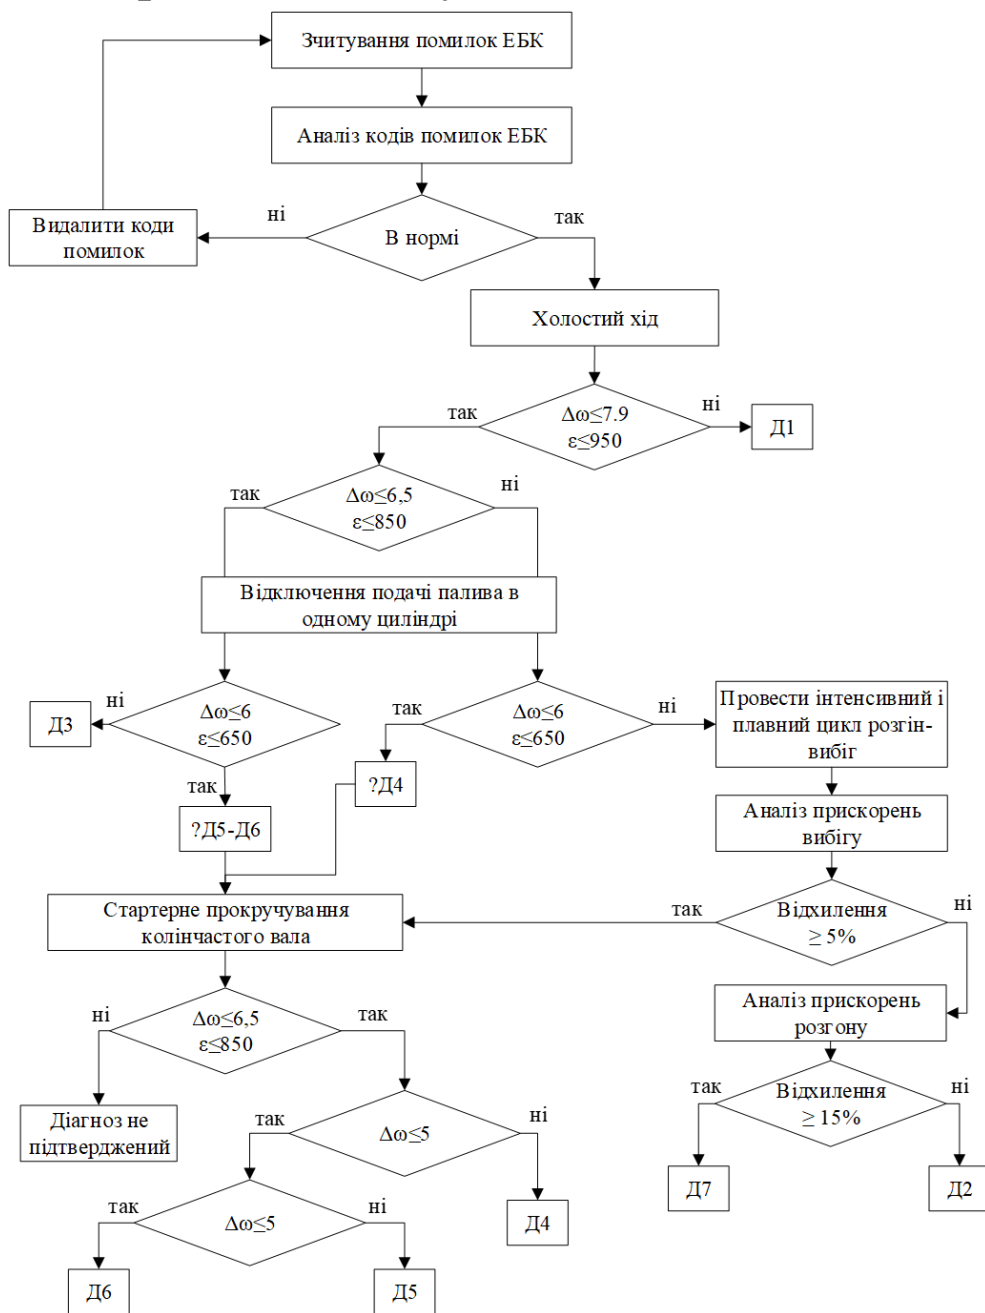 Зчитування помилок ЕБК
Аналіз кодів помилок ЕБК
ні
так
Видалити коди
помилок
В нормі
Холостий хід
так
Δω≤7.9
ε≤950
ні
Д1
так
Δω≤6,5
ε≤850
ні
Відключення подачі палива в
одному циліндрі
Д3
ні
Δω≤6
ε≤650
так
Δω≤6
ε≤650
ні
Провести інтенсивний і
плавний цикл розгін-
вибіг
так
?Д4
?Д5-Д6
Аналіз прискорень
вибігу
Стартерне прокручування
колінчастого вала
так
Відхилення
≥ 5%
ні
Аналіз прискорень
розгону
ні
Δω≤6,5
ε≤850
так
так
Відхилення
≥ 15%
ні
Діагноз не
підтверджений
так
Δω≤5
ні
Д7
Д2
Д4
так
Δω≤5
ні
Д6
Д5